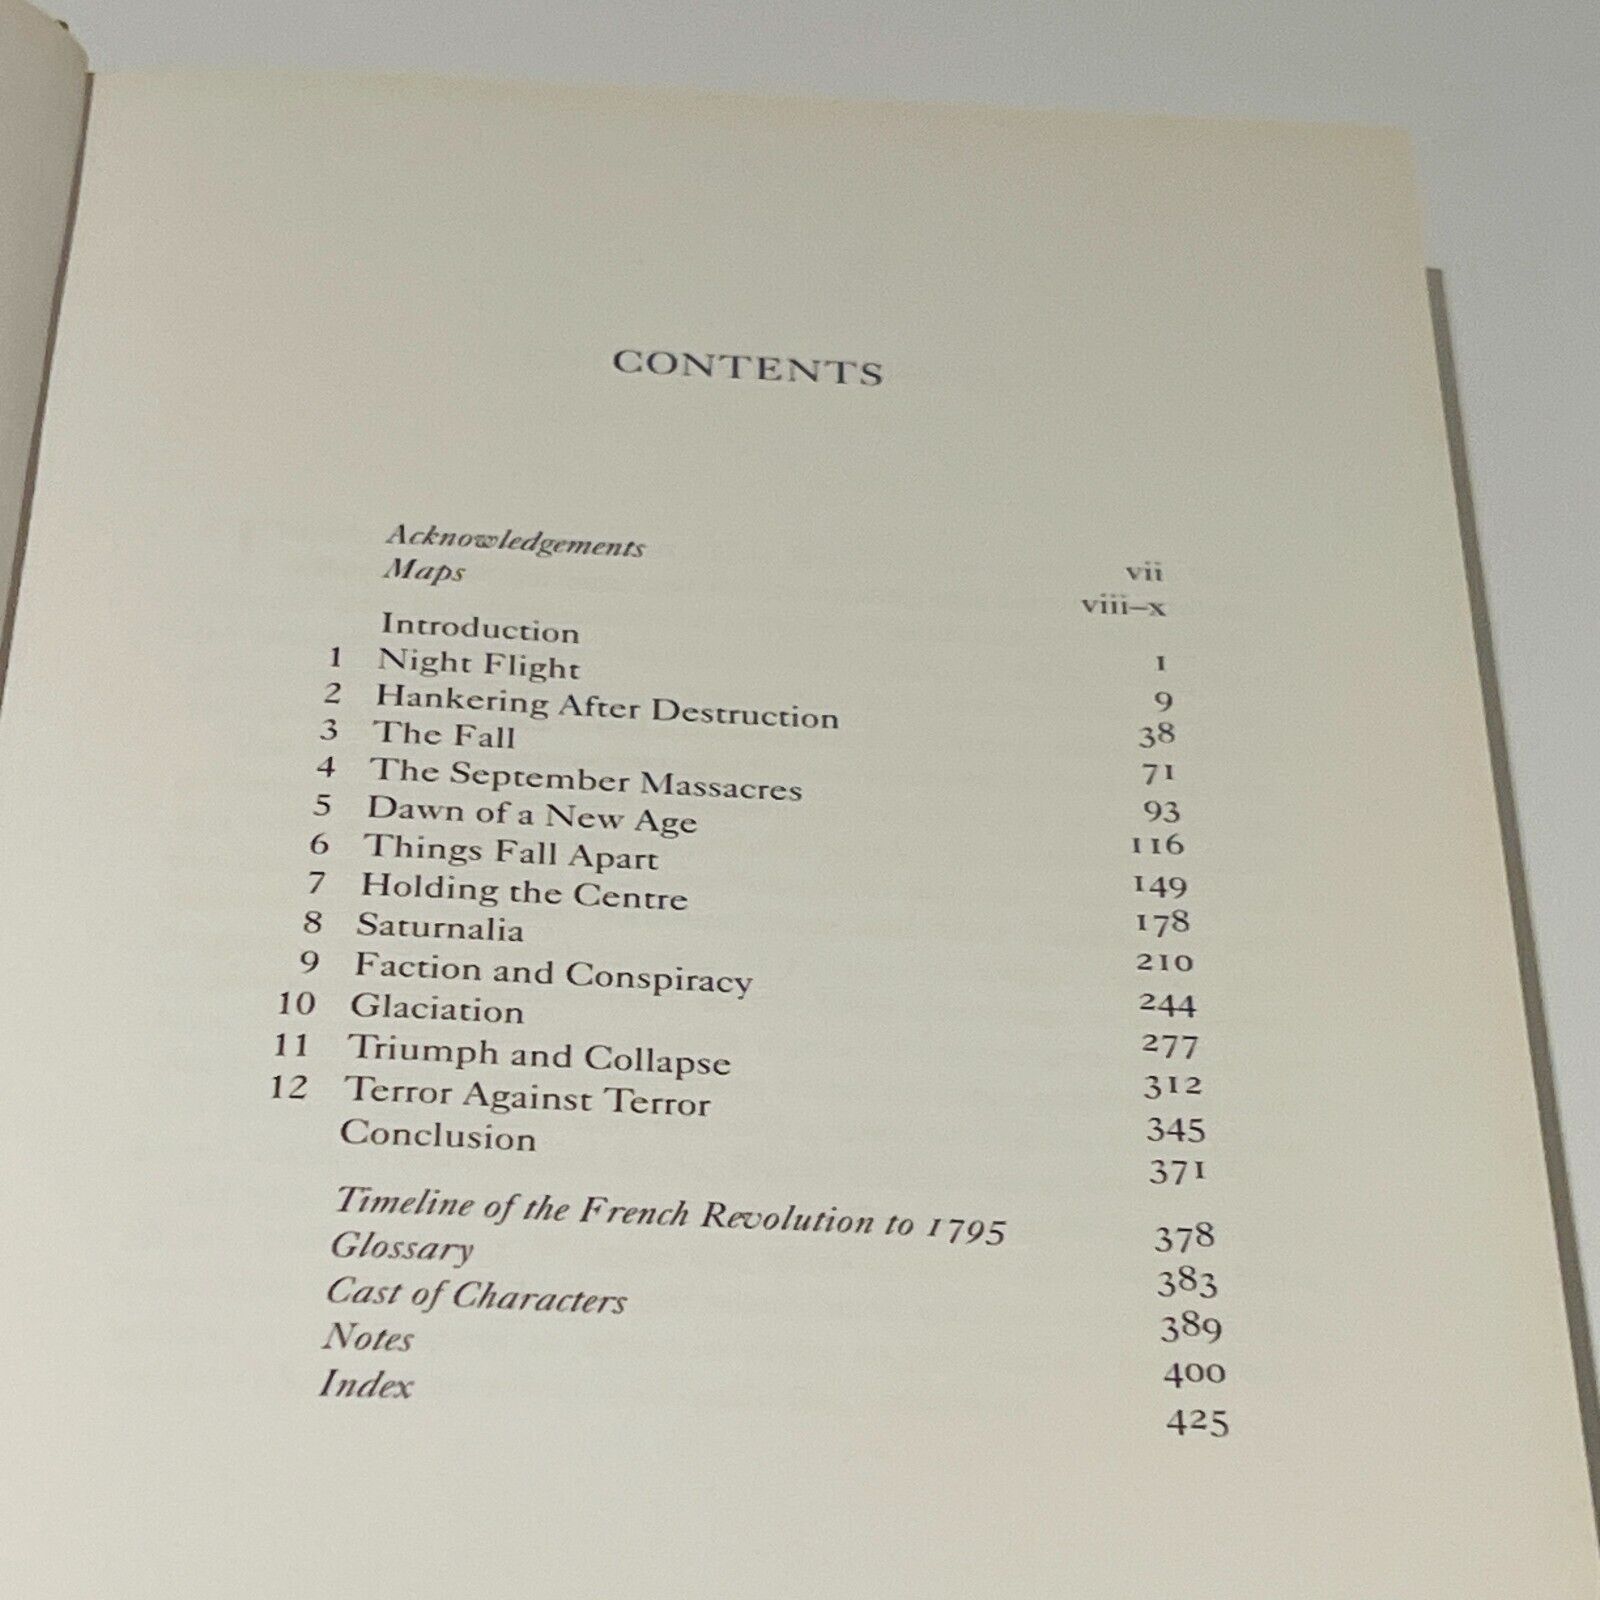 CONTENTS
Acknowledgements vii
Maps viii–x
Introduction 1
1 Night Flight 9
2 Hankering After Destruction 38
3 The Fall 71
4 The September Massacres 93
5 Dawn of a New Age 116
6 Things Fall Apart 149
7 Holding the Centre 178
8 Saturnalia 210
9 Faction and Conspiracy 244
10 Glaciation 277
11 Triumph and Collapse 312
12 Terror Against Terror 345
Conclusion 371
Timeline of the French Revolution to 1795 378
Glossary 383
Cast of Characters 389
Notes 400
Index 425